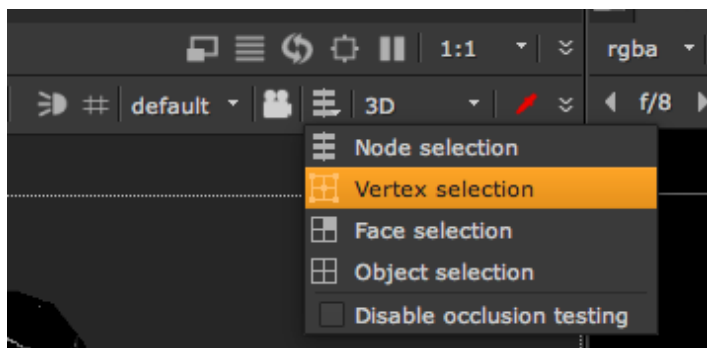 1:1 rgba
default 3D f/8
Node selection
Vertex selection
Face selection
Object selection
Disable occlusion testing